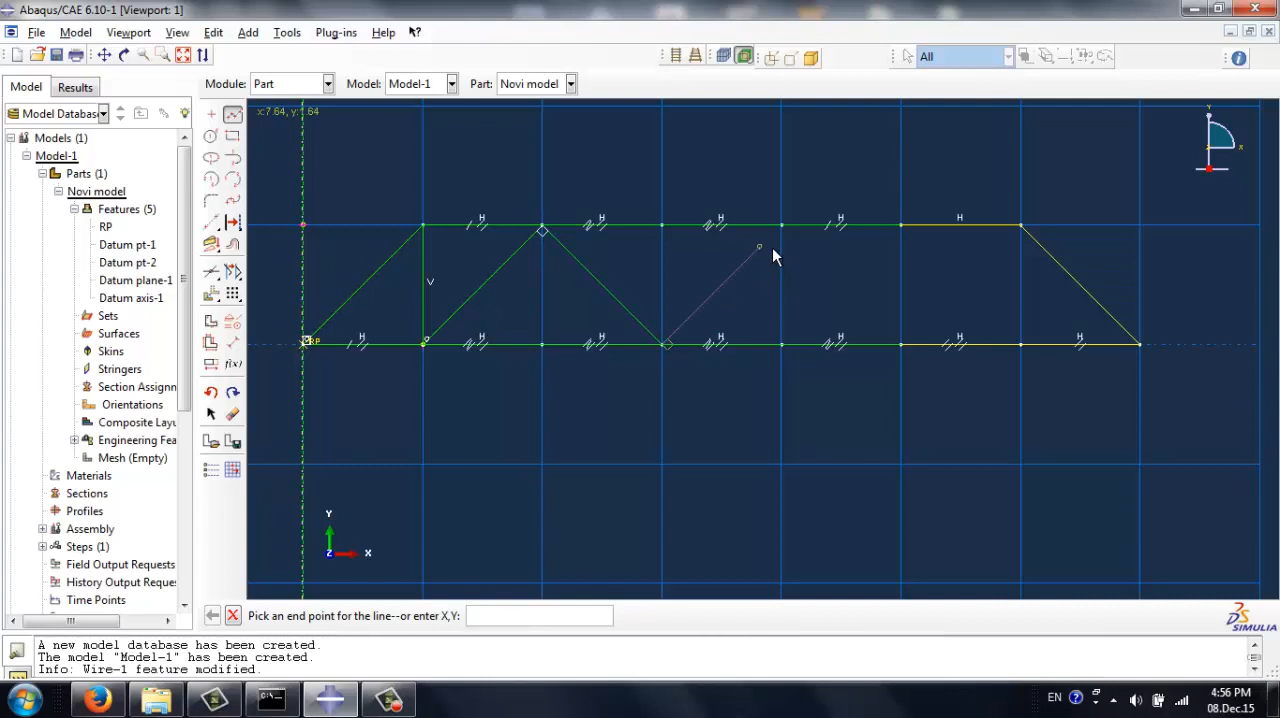 Abaqus/CAE 6.10-1 [Viewport: 1]
File Model Viewport View Edit Add Tools Plug-ins Help
All
Model Results
Module: Part Model: Model-1 Part: Novi model
Model Databas
Models (1)
Model-1
Parts (1)
Novi model
Features (5)
RP
Datum pt-1
Datum pt-2
Datum plane-1
Datum axis-1
Sets
Surfaces
Skins
Stringers
Section Assignm
Orientations
Composite Layu
Engineering Fea
Mesh (Empty)
Materials
Sections
Profiles
Assembly
Steps (1)
Field Output Requests
History Output Reques
Time Points
f(x)
Y
X
H H H H H
V
RP
H H H H H H H
Y
Z X
Pick an end point for the line--or enter X,Y:
SIMULIA
A new model database has been created.
The model "Model-1" has been created.
Info: Wire-1 feature modified.
EN
4:56 PM
08.Dec.15